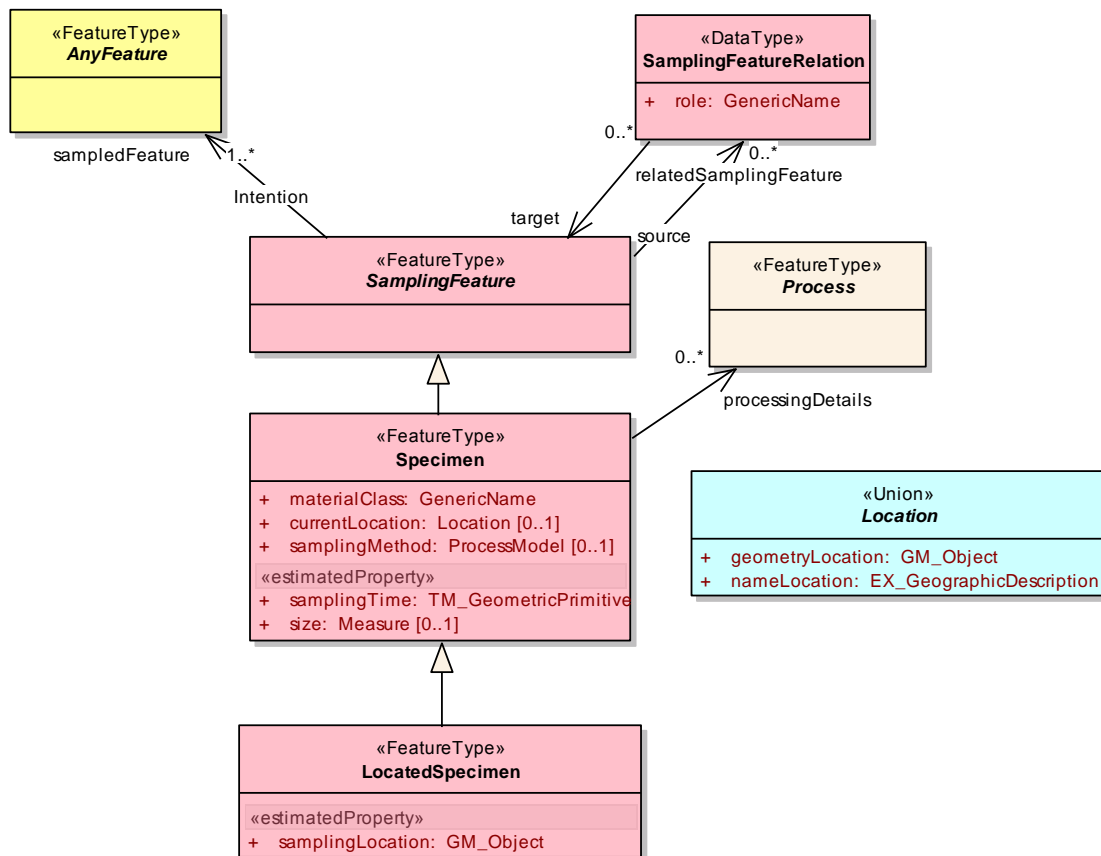 «FeatureType»
AnyFeature
«DataType»
SamplingFeatureRelation
+ role: GenericName
sampledFeature
1..*
Intention
0..*
0..*
relatedSamplingFeature
target
source
«FeatureType»
SamplingFeature
«FeatureType»
Process
0..*
processingDetails
«FeatureType»
Specimen
+ materialClass: GenericName
+ currentLocation: Location [0..1]
+ samplingMethod: ProcessModel [0..1]
«estimatedProperty»
+ samplingTime: TM_GeometricPrimitive
+ size: Measure [0..1]
«Union»
Location
+ geometryLocation: GM_Object
+ nameLocation: EX_GeographicDescription
«FeatureType»
LocatedSpecimen
«estimatedProperty»
+ samplingLocation: GM_Object